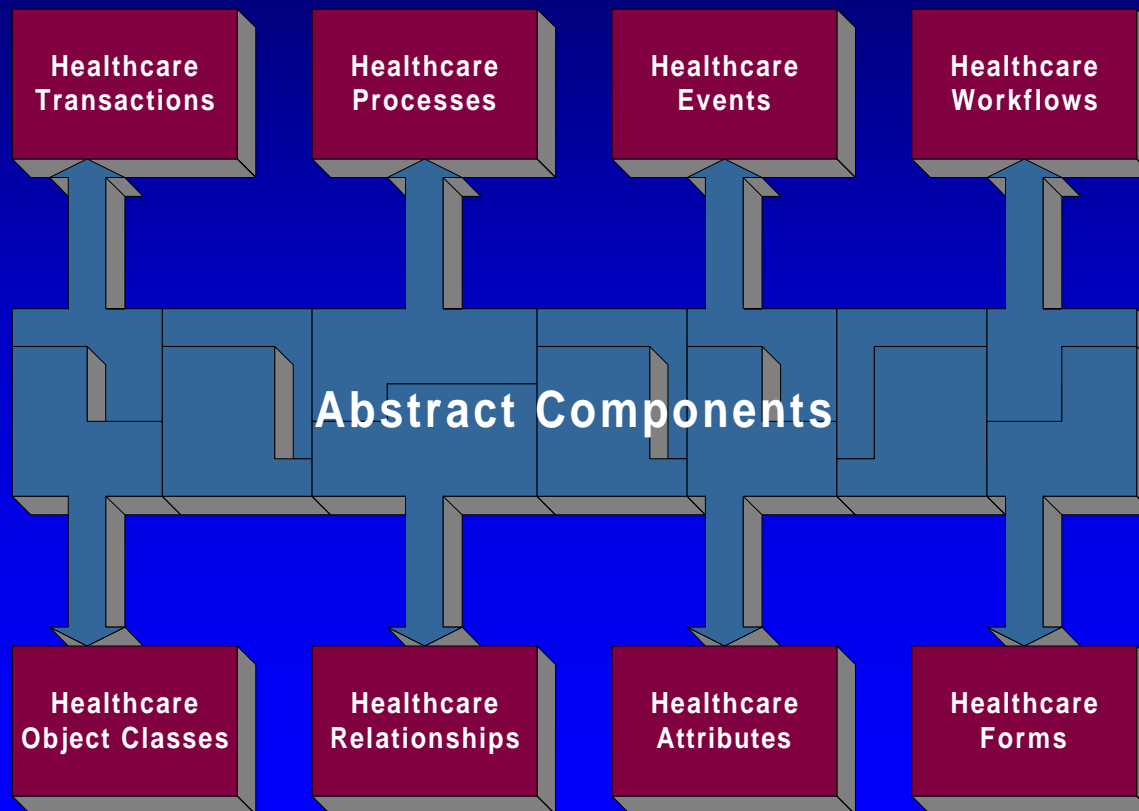 Healthcare
Transactions
Healthcare
Processes
Healthcare
Events
Healthcare
Workflows
Abstract Components
Healthcare
Object Classes
Healthcare
Relationships
Healthcare
Attributes
Healthcare
Forms